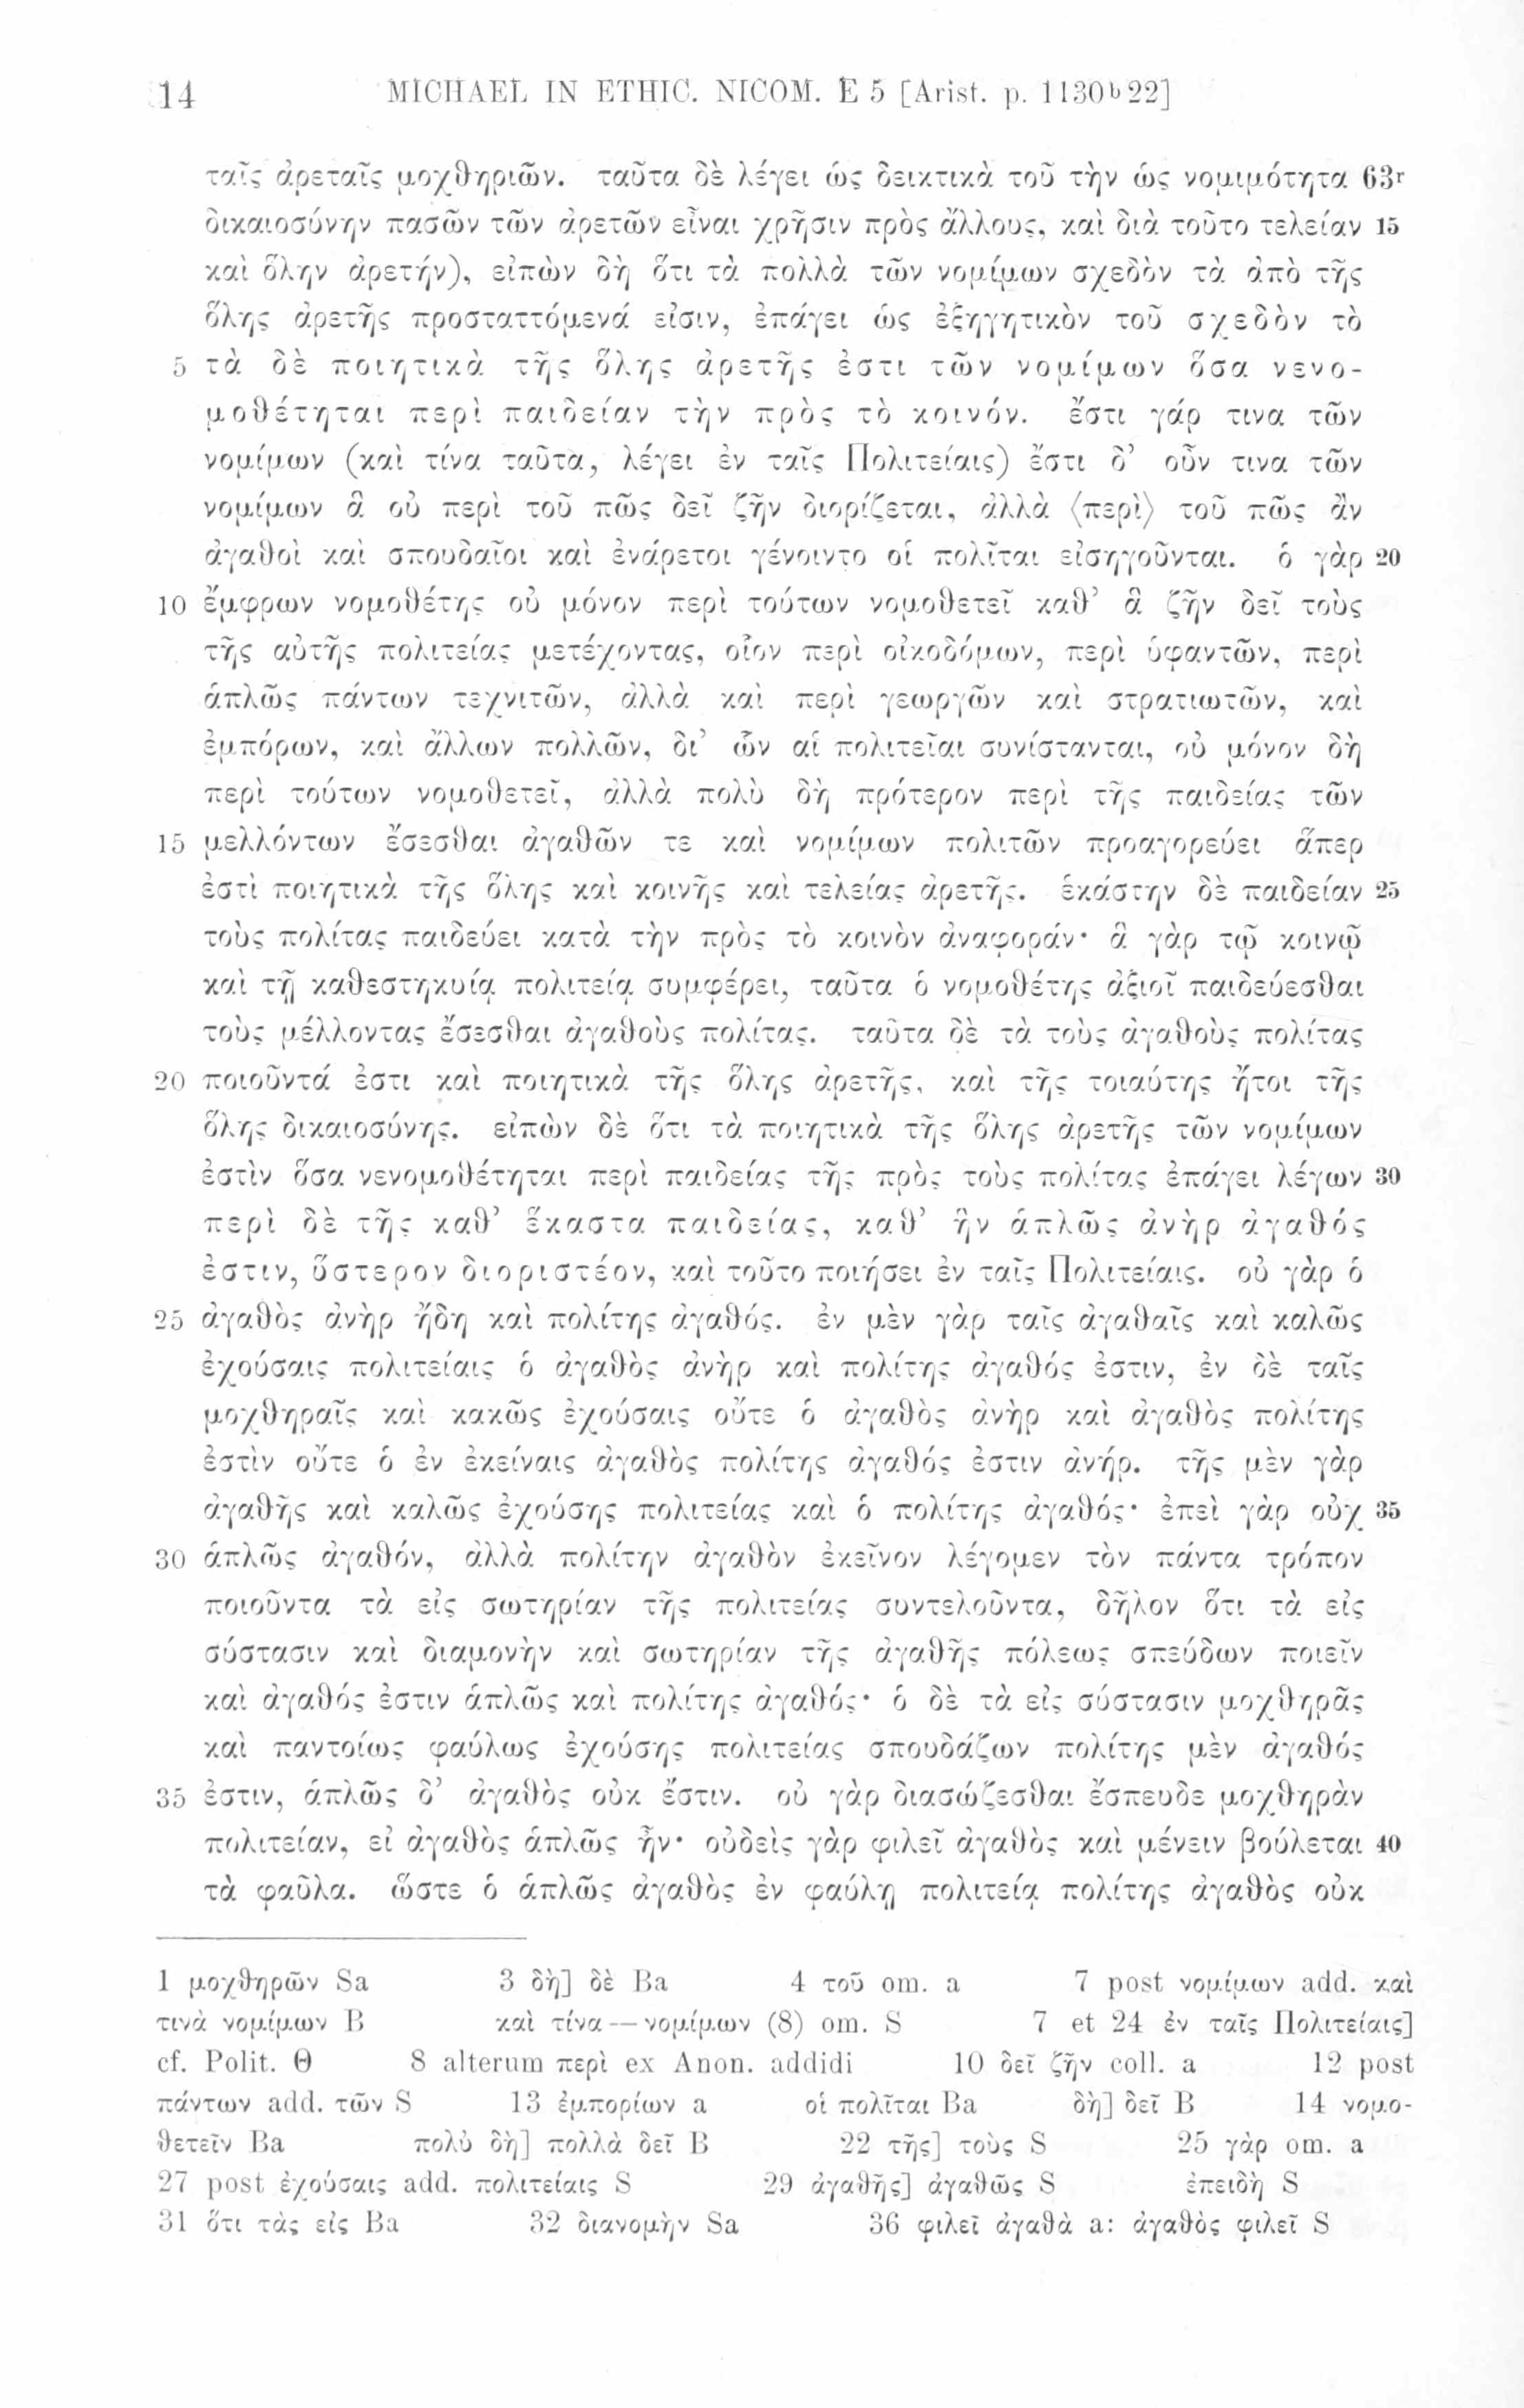 14 MICHAEL IN ETHIC. NICOM. E 5 [Arist. p. 1130b22]
ταῖς ἀρεταῖς μοχθηριῶν. ταῦτα δὲ λέγει ὡς δεικτικὰ τοῦ τὴν ὡς νομιμότητα 63r
δικαιοσύνην πασῶν τῶν ἀρετῶν εἶναι χρῆσιν πρὸς ἄλλους, καὶ διὰ τοῦτο τελείαν 15
καὶ ὅλην ἀρετήν), εἰπὼν δὴ ὅτι τὰ πολλὰ τῶν νομίμων σχεδὸν τὰ ἀπὸ τῆς
ὅλης ἀρετῆς προσταττόμενά εἰσιν, ἐπάγει ὡς ἐξηγητικὸν τοῦ σχεδὸν τὸ
5 τὰ δὲ ποιητικὰ τῆς ὅλης ἀρετῆς ἐστι τῶν νομίμων ὅσα νενο-
μοθέτηται περὶ παιδείαν τὴν πρὸς τὸ κοινόν. ἔστι γάρ τινα τῶν
νομίμων (καὶ τίνα ταῦτα, λέγει ἐν ταῖς Πολιτείαις) ἔστι δ’ οὖν τινα τῶν
νομίμων ἃ οὐ περὶ τοῦ πῶς δεῖ ζῆν διορίζεται, ἀλλὰ ⟨περὶ⟩ τοῦ πῶς ἂν
ἀγαθοὶ καὶ σπουδαῖοι καὶ ἐνάρετοι γένοιντο οἱ πολῖται εἰσηγοῦνται. ὁ γὰρ 20
10 ἔμφρων νομοθέτης οὐ μόνον περὶ τούτων νομοθετεῖ καθ’ ἃ ζῆν δεῖ τοὺς
τῆς αὐτῆς πολιτείας μετέχοντας, οἷον περὶ οἰκοδόμων, περὶ ὑφαντῶν, περὶ
ἁπλῶς πάντων τεχνιτῶν, ἀλλὰ καὶ περὶ γεωργῶν καὶ στρατιωτῶν, καὶ
ἐμπόρων, καὶ ἄλλων πολλῶν, δι’ ὧν αἱ πολιτεῖαι συνίστανται, οὐ μόνον δὴ
περὶ τούτων νομοθετεῖ, ἀλλὰ πολὺ δὴ πρότερον περὶ τῆς παιδείας τῶν
15 μελλόντων ἔσεσθαι ἀγαθῶν τε καὶ νομίμων πολιτῶν προαγορεύει ἅπερ
ἐστὶ ποιητικὰ τῆς ὅλης καὶ κοινῆς καὶ τελείας ἀρετῆς. ἑκάστην δὲ παιδείαν 25
τοὺς πολίτας παιδεύει κατὰ τὴν πρὸς τὸ κοινὸν ἀναφοράν· ἃ γὰρ τῷ κοινῷ
καὶ τῇ καθεστηκυίᾳ πολιτείᾳ συμφέρει, ταῦτα ὁ νομοθέτης ἀξιοῖ παιδεύεσθαι
τοὺς μέλλοντας ἔσεσθαι ἀγαθοὺς πολίτας. ταῦτα δὲ τὰ τοὺς ἀγαθοὺς πολίτας
20 ποιοῦντά ἐστι καὶ ποιητικὰ τῆς ὅλης ἀρετῆς, καὶ τῆς τοιαύτης ἤτοι τῆς
ὅλης δικαιοσύνης. εἰπὼν δὲ ὅτι τὰ ποιητικὰ τῆς ὅλης ἀρετῆς τῶν νομίμων
ἐστὶν ὅσα νενομοθέτηται περὶ παιδείας τῆς πρὸς τοὺς πολίτας ἐπάγει λέγων 30
περὶ δὲ τῆς καθ’ ἕκαστα παιδείας, καθ’ ἣν ἁπλῶς ἀνὴρ ἀγαθός
ἐστιν, ὕστερον διοριστέον, καὶ τοῦτο ποιήσει ἐν ταῖς Πολιτείαις. οὐ γὰρ ὁ
25 ἀγαθὸς ἀνὴρ ἤδη καὶ πολίτης ἀγαθός. ἐν μὲν γὰρ ταῖς ἀγαθαῖς καὶ καλῶς
ἐχούσαις πολιτείαις ὁ ἀγαθὸς ἀνὴρ καὶ πολίτης ἀγαθός ἐστιν, ἐν δὲ ταῖς
μοχθηραῖς καὶ κακῶς ἐχούσαις οὔτε ὁ ἀγαθὸς ἀνὴρ καὶ ἀγαθὸς πολίτης
ἐστὶν οὔτε ὁ ἐν ἐκείναις ἀγαθὸς πολίτης ἀγαθός ἐστιν ἀνήρ. τῆς μὲν γὰρ
ἀγαθῆς καὶ καλῶς ἐχούσης πολιτείας καὶ ὁ πολίτης ἀγαθός· ἐπεὶ γὰρ οὐχ 35
30 ἁπλῶς ἀγαθόν, ἀλλὰ πολίτην ἀγαθὸν ἐκεῖνον λέγομεν τὸν πάντα τρόπον
ποιοῦντα τὰ εἰς σωτηρίαν τῆς πολιτείας συντελοῦντα, δῆλον ὅτι τὰ εἰς
σύστασιν καὶ διαμονὴν καὶ σωτηρίαν τῆς ἀγαθῆς πόλεως σπεύδων ποιεῖν
καὶ ἀγαθός ἐστιν ἁπλῶς καὶ πολίτης ἀγαθός· ὁ δὲ τὰ εἰς σύστασιν μοχθηρᾶς
καὶ παντοίως φαύλως ἐχούσης πολιτείας σπουδάζων πολίτης μὲν ἀγαθός
35 ἐστιν, ἁπλῶς δ’ ἀγαθὸς οὐκ ἔστιν. οὐ γὰρ διασώζεσθαι ἔσπευδε μοχθηρὰν
πολιτείαν, εἰ ἀγαθὸς ἁπλῶς ἦν· οὐδεὶς γὰρ φιλεῖ ἀγαθὸς καὶ μένειν βούλεται 40
τὰ φαῦλα. ὥστε ὁ ἁπλῶς ἀγαθὸς ἐν φαύλῃ πολιτείᾳ πολίτης ἀγαθὸς οὐκ
1 μοχθηρῶν Sa 3 δὴ] δὲ Ba 4 τοῦ om. a 7 post νομίμων add. καὶ
τινὰ νομίμων B καὶ τίνα — νομίμων (8) om. S 7 et 24 ἐν ταῖς Πολιτείαις]
cf. Polit. Θ 8 alterum περὶ ex Anon. addidi 10 δεῖ ζῆν coll. a 12 post
πάντων add. τῶν S 13 ἐμπορίων a οἱ πολῖται Ba δὴ] δεῖ B 14 νομο-
θετεῖν Ba πολὺ δὴ] πολλὰ δεῖ B 22 τῆς] τοὺς S 25 γὰρ om. a
27 post ἐχούσαις add. πολιτείαις S 29 ἀγαθῆς] ἀγαθῶς S ἐπειδὴ S
31 ὅτι τὰς εἰς Ba 32 διανομὴν Sa 36 φιλεῖ ἀγαθὰ a: ἀγαθὸς φιλεῖ S